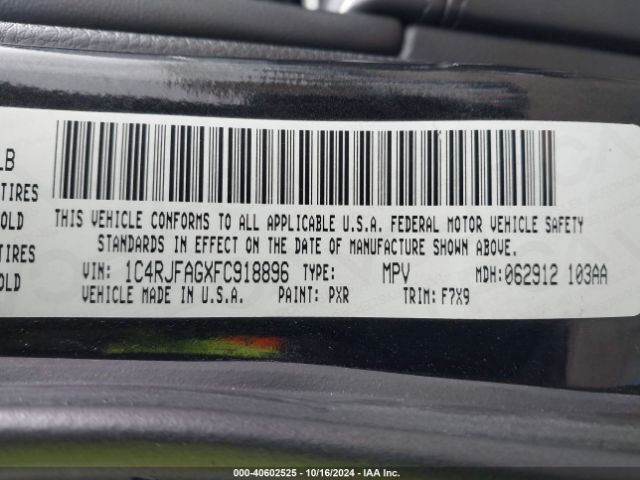 LB
TIRES
OLD
TIRES
OLD
THIS VEHICLE CONFORMS TO ALL APPLICABLE U.S.A. FEDERAL MOTOR VEHICLE SAFETY
STANDARDS IN EFFECT ON THE DATE OF MANUFACTURE SHOWN ABOVE.
VIN: 1C4RJFAGXFC918896 TYPE: MPV MDH: 062912 103AA
VEHICLE MADE IN U.S.A. PAINT: PXR TRIM: F7X9
000-40602525 - 10/16/2024 - IAA Inc.